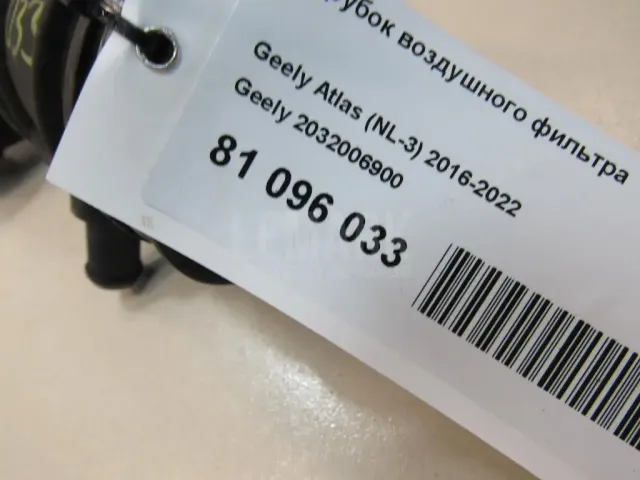 воздушного фильтра
Geely Atlas (NL-3) 2016-2022
Geely 2032006900
81 096 033